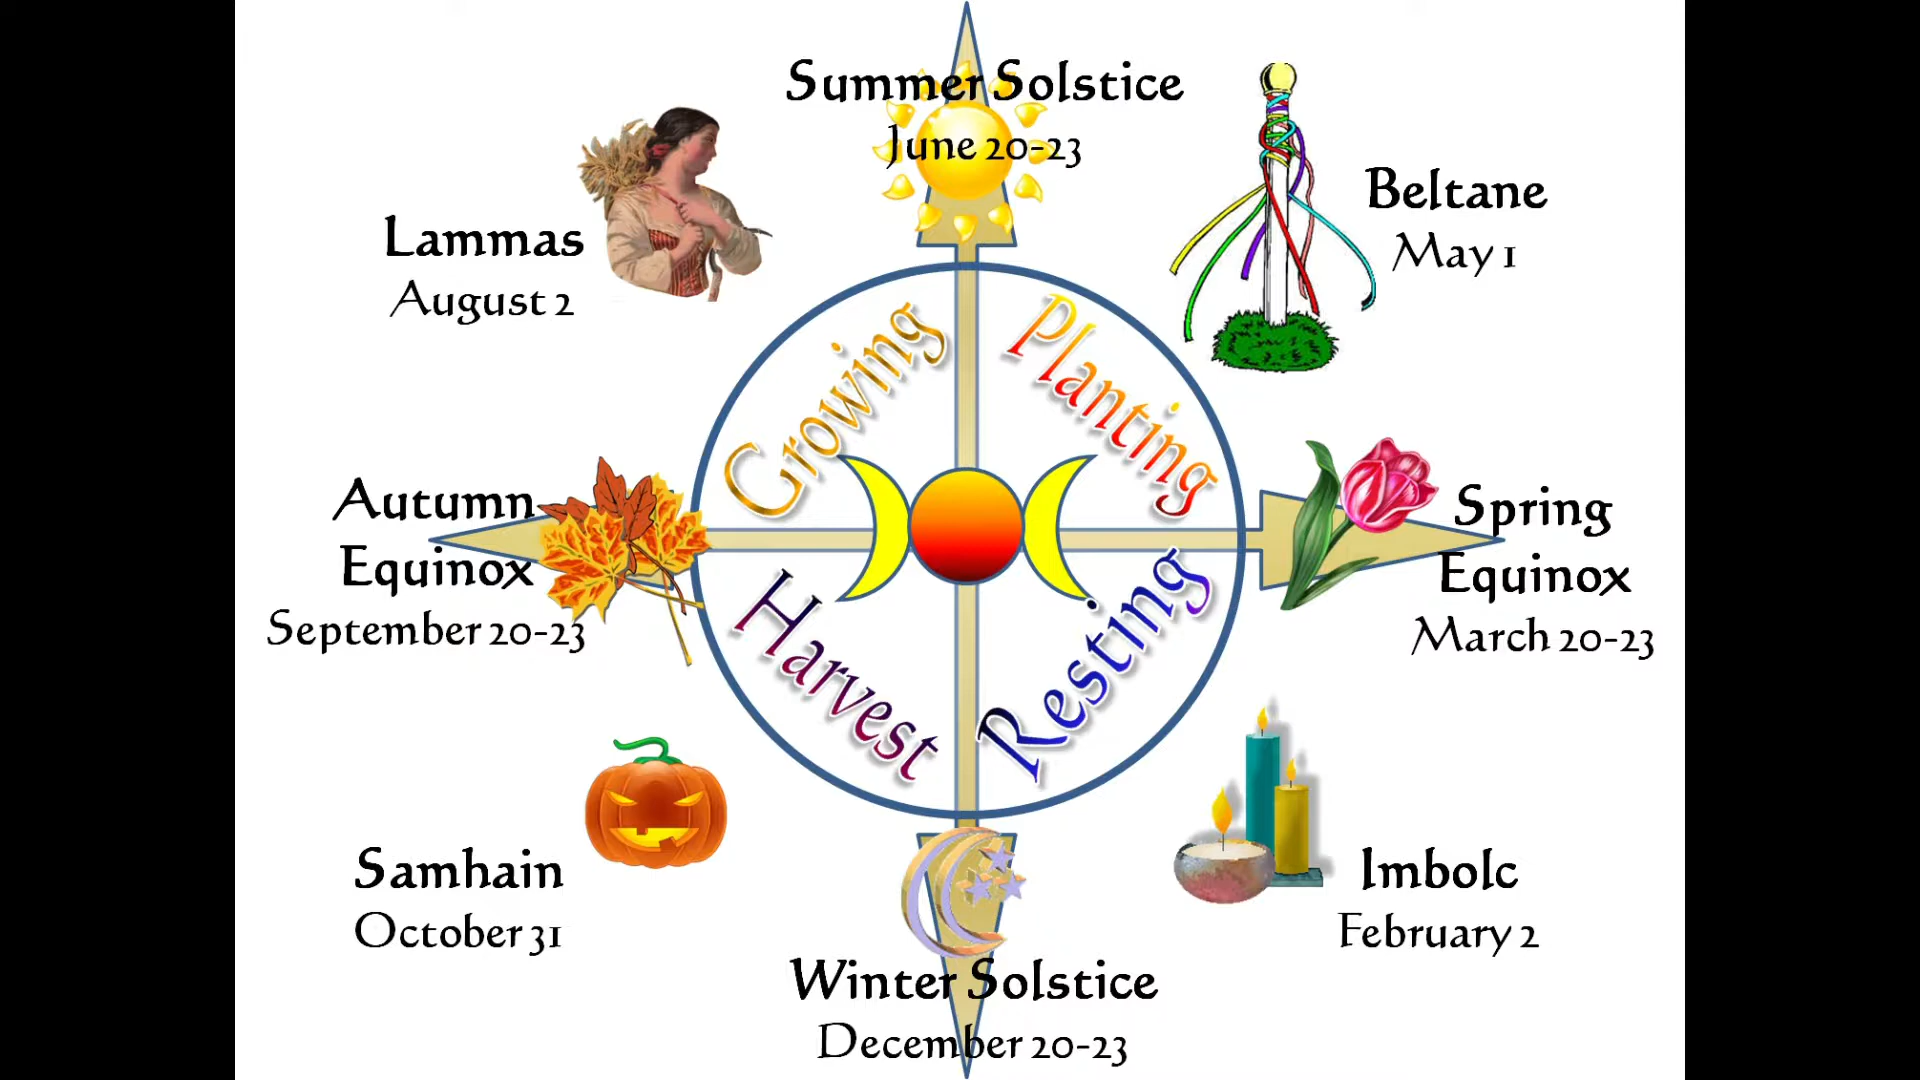 Summer Solstice
June 20-23
Beltane
May 1
Lammas
August 2
Growing
Planting
Autumn
Equinox
September 20-23
Spring
Equinox
March 20-23
Harvest
Resting
Samhain
October 31
Imbolc
February 2
Winter Solstice
December 20-23